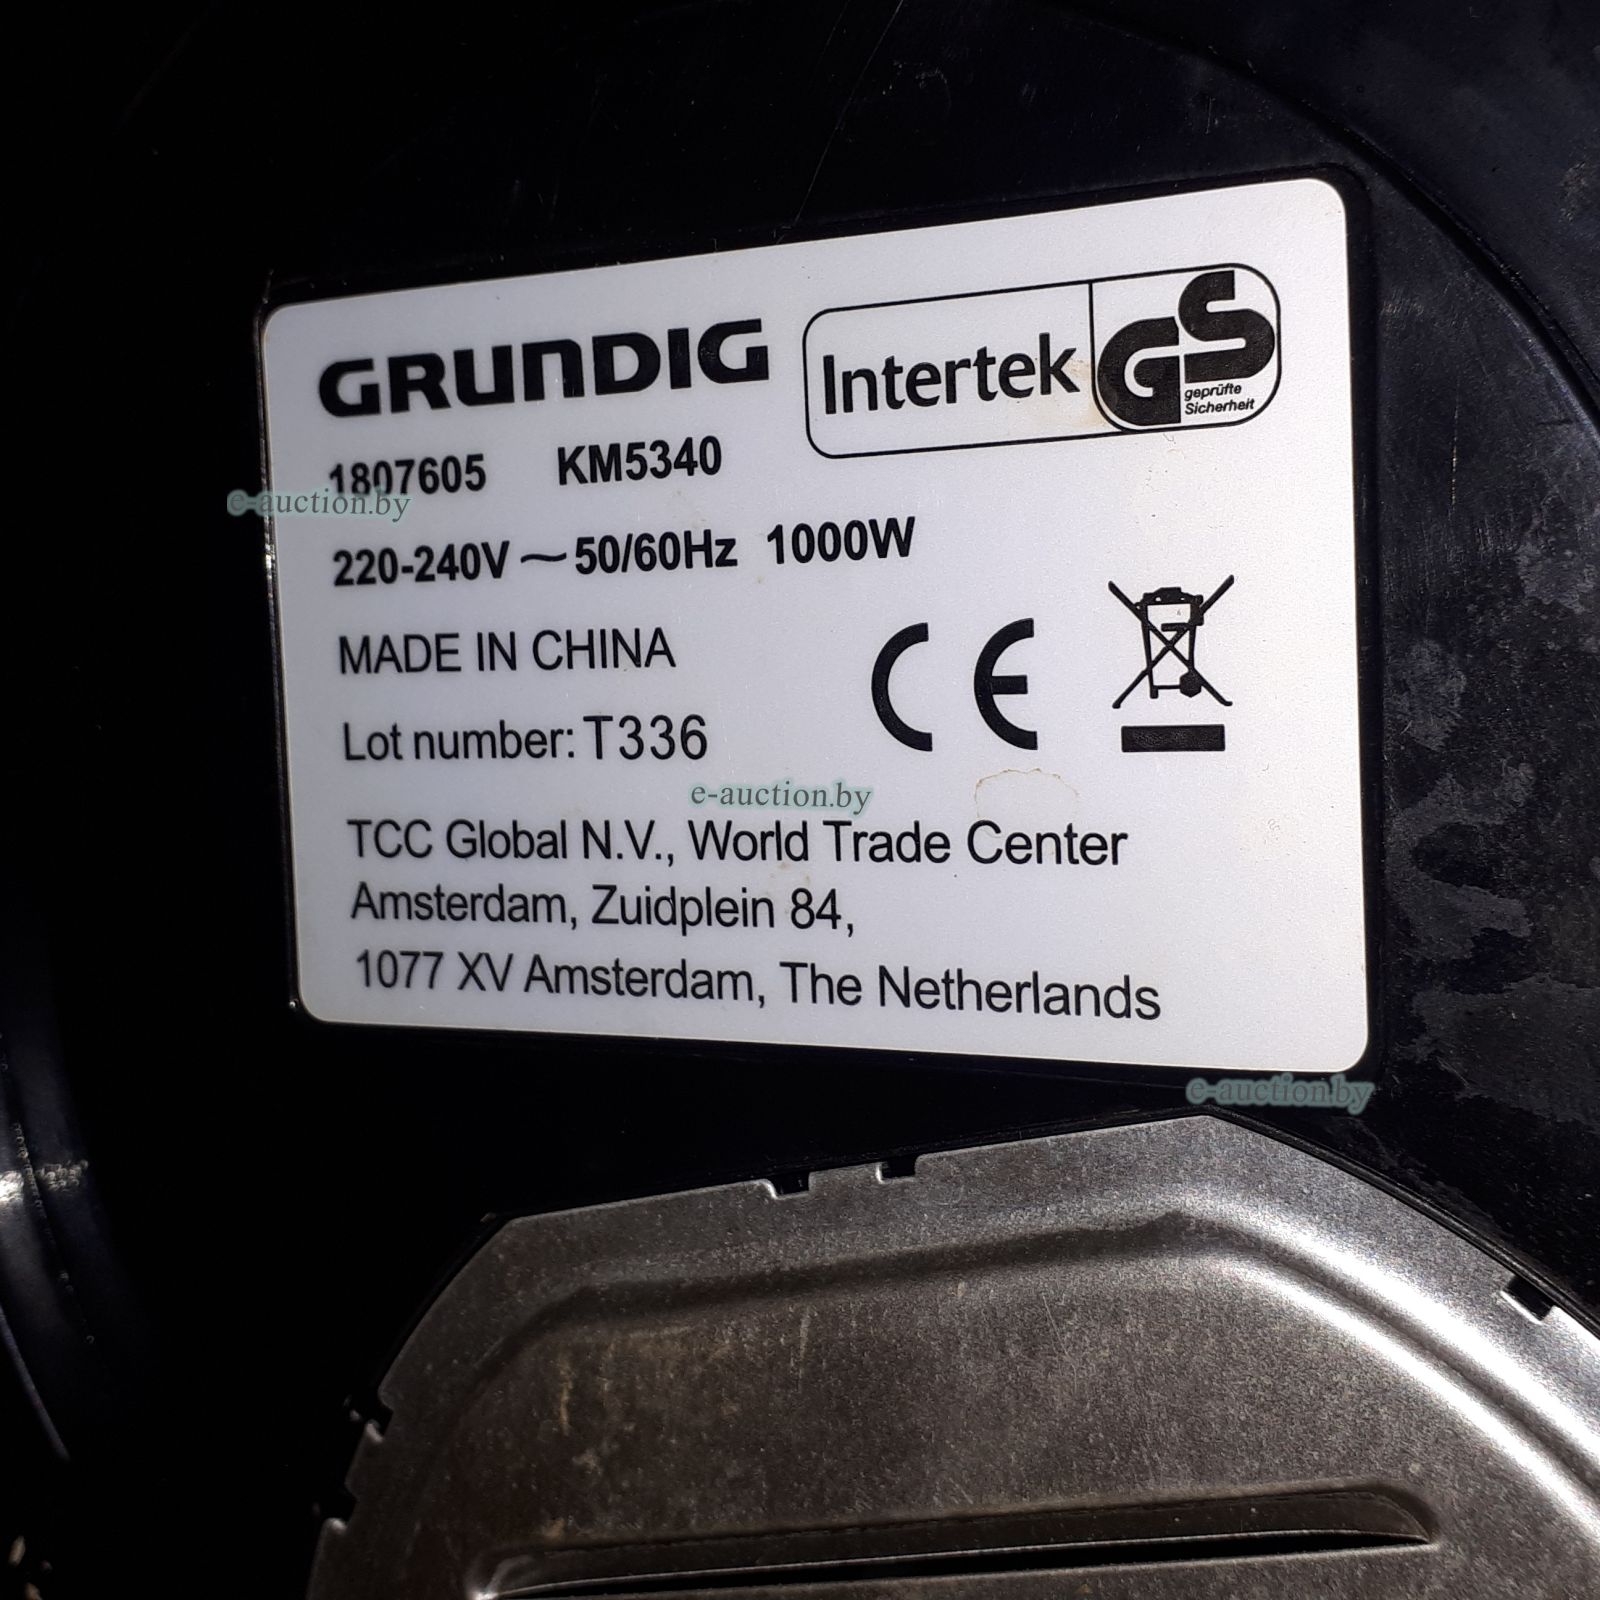 GRUNDIG
Intertek
GS
geprüfte
Sicherheit
1807605 KM5340
e-auction.by
220-240V ~ 50/60Hz 1000W
MADE IN CHINA
CE
Lot number: T336
e-auction.by
TCC Global N.V., World Trade Center
Amsterdam, Zuidplein 84,
1077 XV Amsterdam, The Netherlands
e-auction.by